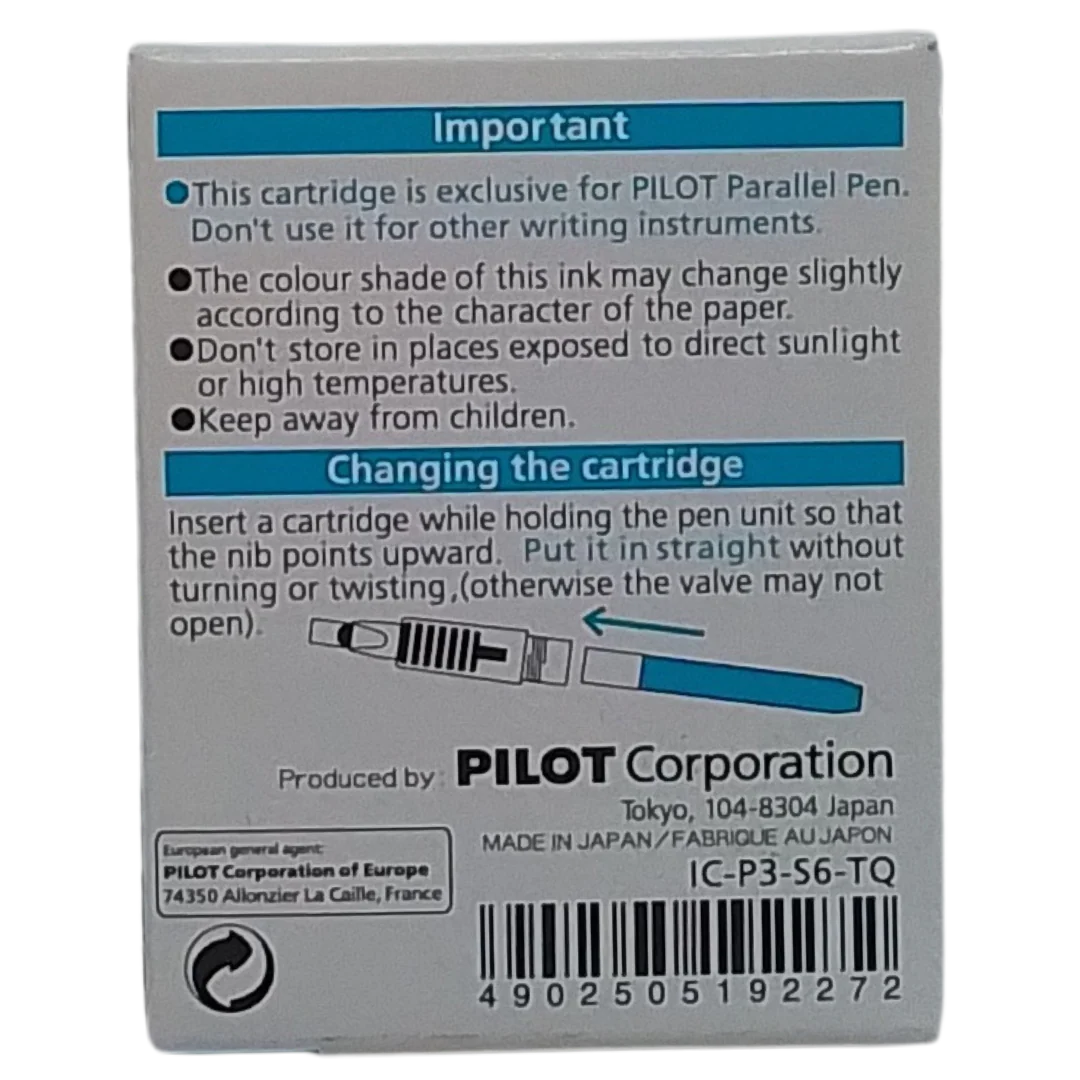 Important
●This cartridge is exclusive for PILOT Parallel Pen.
Don't use it for other writing instruments.
●The colour shade of this ink may change slightly
according to the character of the paper.
●Don't store in places exposed to direct sunlight
or high temperatures.
●Keep away from children.
Changing the cartridge
Insert a cartridge while holding the pen unit so that
the nib points upward. Put it in straight without
turning or twisting,(otherwise the valve may not
open).
Produced by: PILOT Corporation
Tokyo, 104-8304 Japan
MADE IN JAPAN/FABRIQUE AU JAPON
IC-P3-S6-TQ
European general agent:
PILOT Corporation of Europe
74350 Allonzier La Caille, France
4902505192272